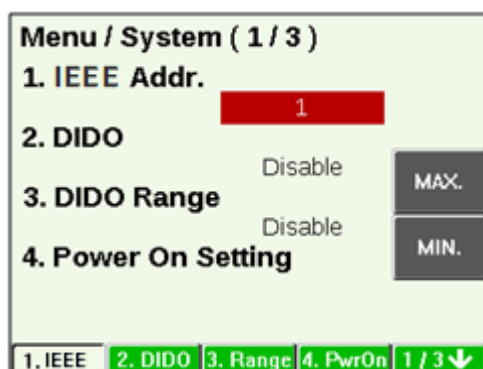 Menu / System ( 1 / 3 )
1. IEEE Addr.
1
2. DIDO
Disable
MAX.
3. DIDO Range
Disable
MIN.
4. Power On Setting
1. IEEE 2. DIDO 3. Range 4. PwrOn 1 / 3